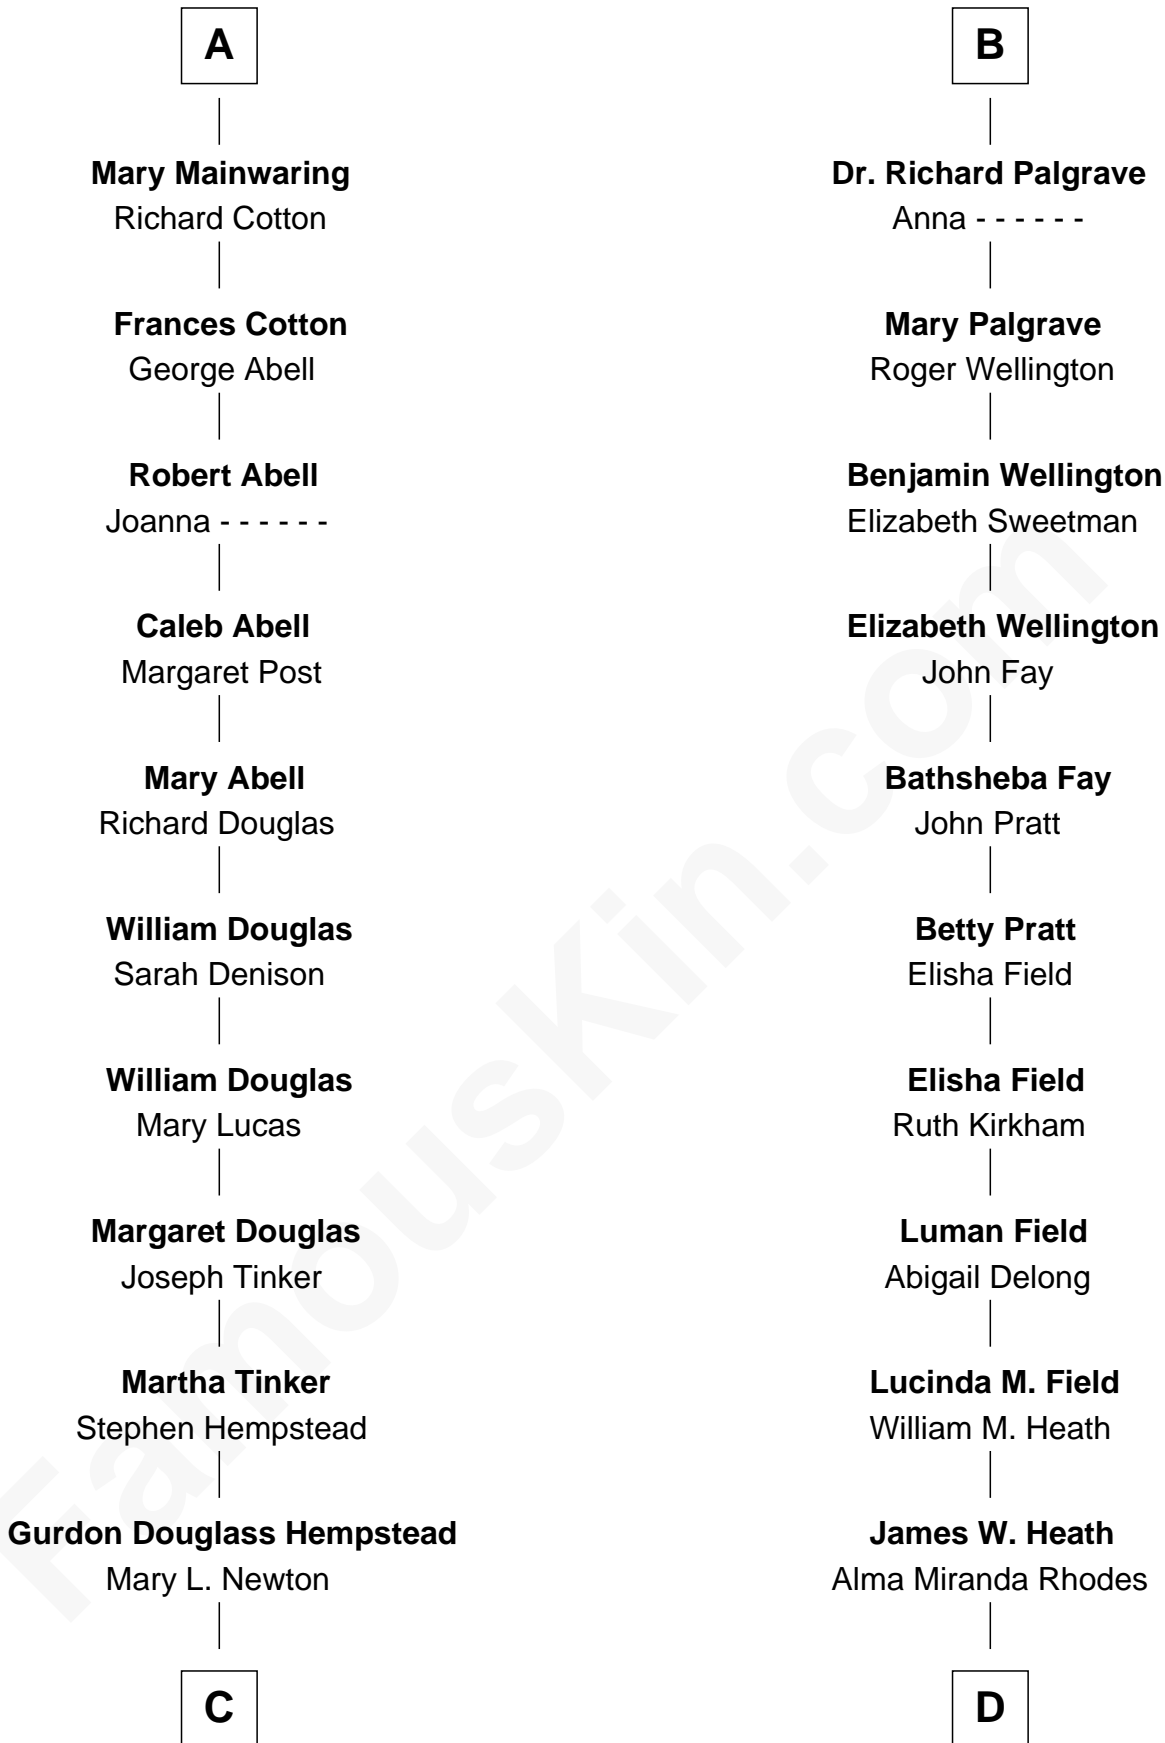 A
Mary Mainwaring
Richard Cotton
Frances Cotton
George Abell
Robert Abell
Joanna - - - - - -
Caleb Abell
Margaret Post
Mary Abell
Richard Douglas
William Douglas
Sarah Denison
William Douglas
Mary Lucas
Margaret Douglas
Joseph Tinker
Martha Tinker
Stephen Hempstead
Gurdon Douglass Hempstead
Mary L. Newton
C
B
Dr. Richard Palgrave
Anna - - - - - -
Mary Palgrave
Roger Wellington
Benjamin Wellington
Elizabeth Sweetman
Elizabeth Wellington
John Fay
Bathsheba Fay
John Pratt
Betty Pratt
Elisha Field
Elisha Field
Ruth Kirkham
Luman Field
Abigail Delong
Lucinda M. Field
William M. Heath
James W. Heath
Alma Miranda Rhodes
D
FamousKin.com